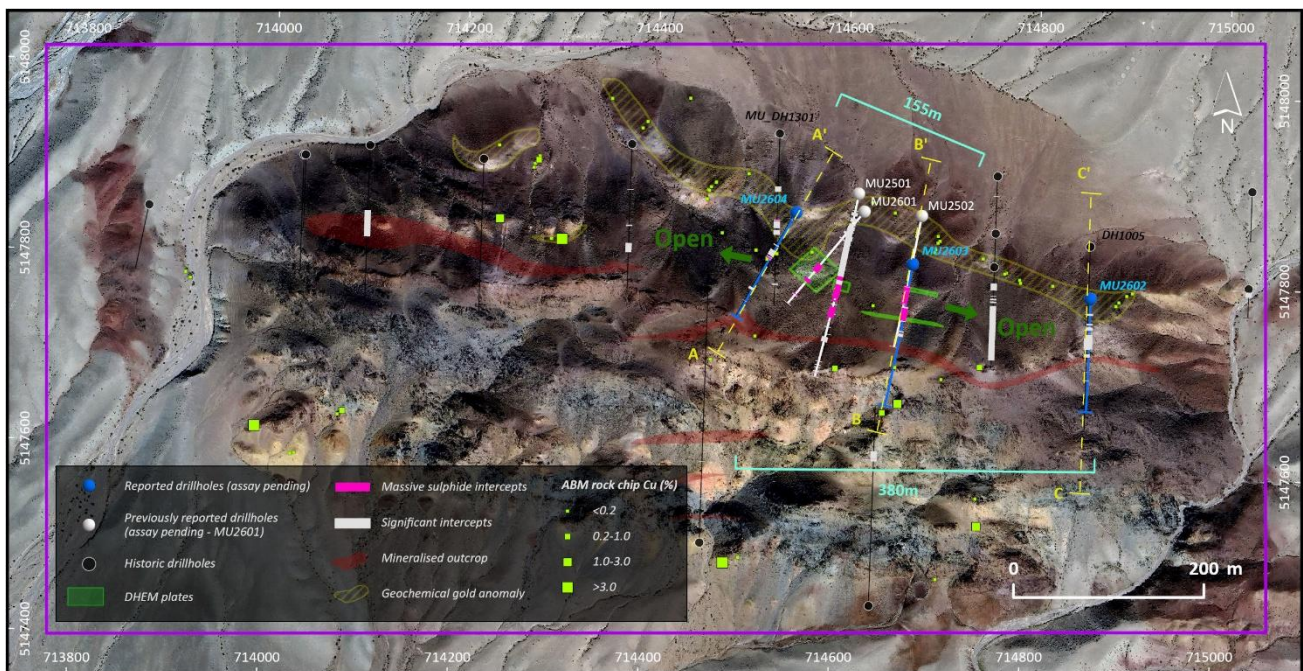 713800
714000
714200
714400
714600
714800
715000
5148000
5148000
155m
N
MU_DH1301
A'
B'
C'
MU2501
MU2601
MU2604
MU2502
Open
MU2603
DH1005
5147800
5147800
MU2602
Open
A
B
5147600
C
380m
5147600
Reported drillholes (assay pending)
Previously reported drillholes
(assay pending - MU2601)
Historic drillholes
DHEM plates
Massive sulphide intercepts
Significant intercepts
Mineralised outcrop
Geochemical gold anomaly
ABM rock chip Cu (%)
<0.2
0.2-1.0
1.0-3.0
>3.0
0
200 m
5147400
713800
714000
714200
714400
714600
714800
715000